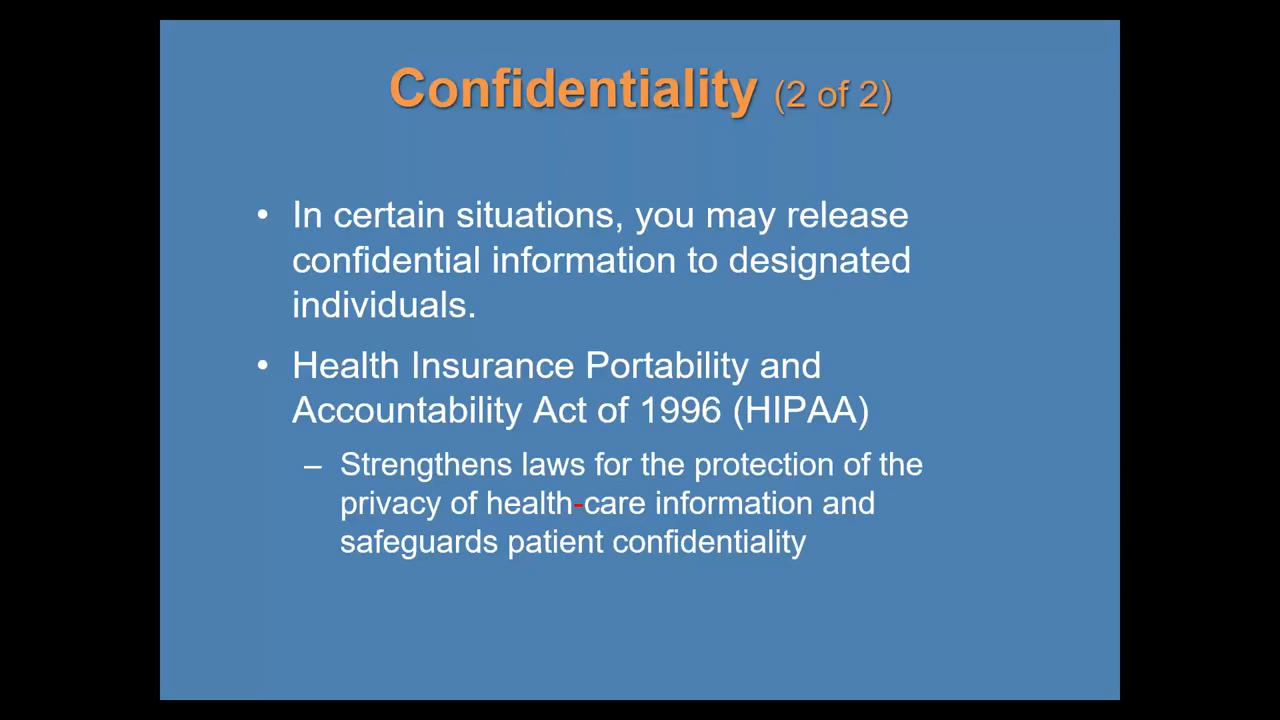 Confidentiality (2 of 2)
• In certain situations, you may release
confidential information to designated
individuals.
• Health Insurance Portability and
Accountability Act of 1996 (HIPAA)
– Strengthens laws for the protection of the
privacy of health-care information and
safeguards patient confidentiality